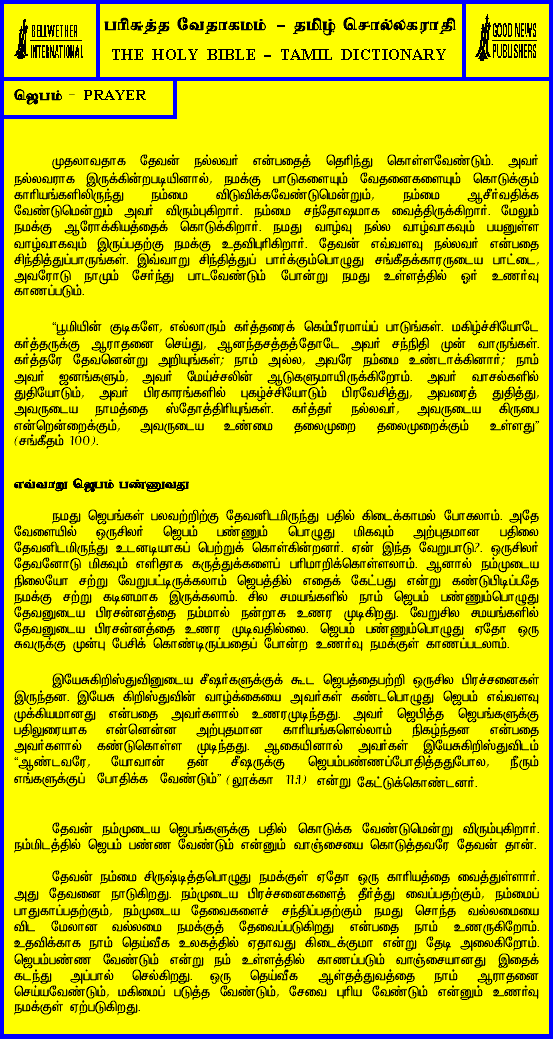 BELLWETHER
INTERNATIONAL
பரிசுத்த வேதாகமம் – தமிழ் சொல்லகராதி
THE HOLY BIBLE – TAMIL DICTIONARY
GOOD NEWS
PUBLISHERS
ஜெபம் - PRAYER
முதலாவதாக தேவன் நல்லவர் என்பதைத் தெரிந்து கொள்ளவேண்டும். அவர்
நல்லவராக இருக்கின்றபடியினால், நமக்கு பாடுகளையும் வேதனைகளையும் கொடுக்கும்
காரியங்களிலிருந்து நம்மை விடுவிக்கவேண்டுமென்றும், நம்மை ஆசீர்வதிக்க
வேண்டுமென்றும் அவர் விரும்புகிறார். நம்மை சந்தோஷமாக வைத்திருக்கிறார். மேலும்
நமக்கு ஆரோக்கியத்தைக் கொடுக்கிறார். நமது வாழ்வு நல்ல வாழ்வாகவும் பயனுள்ள
வாழ்வாகவும் இருப்பதற்கு நமக்கு உதவிபுரிகிறார். தேவன் எவ்வளவு நல்லவர் என்பதை
சிந்தித்துப்பாருங்கள். இவ்வாறு சிந்தித்துப் பார்க்கும்பொழுது சங்கீதக்காரருடைய பாட்டை,
அவரோடு நாமும் சேர்ந்து பாடவேண்டும் போன்று நமது உள்ளத்தில் ஓர் உணர்வு
காணப்படும்.
“பூமியின் குடிகளே, எல்லாரும் கர்த்தரைக் கெம்பீரமாய்ப் பாடுங்கள். மகிழ்ச்சியோடே
கர்த்தருக்கு ஆராதனை செய்து, ஆனந்தசத்தத்தோடே அவர் சந்நிதி முன் வாருங்கள்.
கர்த்தரே தேவனென்று அறியுங்கள்; நாம் அல்ல, அவரே நம்மை உண்டாக்கினார்; நாம்
அவர் ஜனங்களும், அவர் மேய்ச்சலின் ஆடுகளுமாயிருக்கிறோம். அவர் வாசல்களில்
துதியோடும், அவர் பிரகாரங்களில் புகழ்ச்சியோடும் பிரவேசித்து, அவரைத் துதித்து,
அவருடைய நாமத்தை ஸ்தோத்திரியுங்கள். கர்த்தர் நல்லவர், அவருடைய கிருபை
என்றென்றைக்கும், அவருடைய உண்மை தலைமுறை தலைமுறைக்கும் உள்ளது”
(சங்கீதம் 100).
எவ்வாறு ஜெபம் பண்ணுவது
நமது ஜெபங்கள் பலவற்றிற்கு தேவனிடமிருந்து பதில் கிடைக்காமல் போகலாம். அதே
வேளையில் ஒருசிலர் ஜெபம் பண்ணும் பொழுது மிகவும் அற்புதமான பதிலை
தேவனிடமிருந்து உடனடியாகப் பெற்றுக் கொள்கின்றனர். ஏன் இந்த வேறுபாடு?. ஒருசிலர்
தேவனோடு மிகவும் எளிதாக கருத்துக்களைப் பரிமாறிக்கொள்ளலாம். ஆனால் நம்முடைய
நிலையோ சற்று வேறுபட்டிருக்கலாம் ஜெபத்தில் எதைக் கேட்பது என்று கண்டுபிடிப்பதே
நமக்கு சற்று கடினமாக இருக்கலாம். சில சமயங்களில் நாம் ஜெபம் பண்ணும்பொழுது
தேவனுடைய பிரசன்னத்தை நம்மால் நன்றாக உணர முடிகிறது. வேறுசில சமயங்களில்
தேவனுடைய பிரசன்னத்தை உணர முடிவதில்லை. ஜெபம் பண்ணும்பொழுது ஏதோ ஒரு
சுவருக்கு முன்பு பேசிக் கொண்டிருப்பதைப் போன்ற உணர்வு நமக்குள் காணப்படலாம்.
இயேசுகிறிஸ்துவினுடைய சீஷர்களுக்குக் கூட ஜெபத்தைபற்றி ஒருசில பிரச்சனைகள்
இருந்தன. இயேசு கிறிஸ்துவின் வாழ்க்கையை அவர்கள் கண்டபொழுது ஜெபம் எவ்வளவு
முக்கியமானது என்பதை அவர்களால் உணரமுடிந்தது. அவர் ஜெபித்த ஜெபங்களுக்கு
பதிலுரையாக என்னென்ன அற்புதமான காரியங்களெல்லாம் நிகழ்ந்தன என்பதை
அவர்களால் கண்டுகொள்ள முடிந்தது. ஆகையினால் அவர்கள் இயேசுகிறிஸ்துவிடம்
“ஆண்டவரே, யோவான் தன் சீஷருக்கு ஜெபம்பண்ணப்போதித்ததுபோல, நீரும்
எங்களுக்குப் போதிக்க வேண்டும்” (லூக்கா 11:1) என்று கேட்டுக்கொண்டனர்.
தேவன் நம்முடைய ஜெபங்களுக்கு பதில் கொடுக்க வேண்டுமென்று விரும்புகிறார்.
நம்மிடத்தில் ஜெபம் பண்ண வேண்டும் என்னும் வாஞ்சையை கொடுத்தவரே தேவன் தான்.
தேவன் நம்மை சிருஷ்டித்தபொழுது நமக்குள் ஏதோ ஒரு காரியத்தை வைத்துள்ளார்.
அது தேவனை நாடுகிறது. நம்முடைய பிரச்சனைகளைத் தீர்த்து வைப்பதற்கும், நம்மைப்
பாதுகாப்பதற்கும், நம்முடைய தேவைகளைச் சந்திப்பதற்கும் நமது சொந்த வல்லமையை
விட மேலான வல்லமை நமக்குத் தேவைப்படுகிறது என்பதை நாம் உணருகிறோம்.
உதவிக்காக நாம் தெய்வீக உலகத்தில் ஏதாவது கிடைக்குமா என்று தேடி அலைகிறோம்.
ஜெபம்பண்ண வேண்டும் என்று நம் உள்ளத்தில் காணப்படும் வாஞ்சையானது இதைக்
கடந்து அப்பால் செல்கிறது. ஒரு தெய்வீக ஆள்தத்துவத்தை நாம் ஆராதனை
செய்யவேண்டும், மகிமைப் படுத்த வேண்டும், சேவை புரிய வேண்டும் என்னும் உணர்வு
நமக்குள் ஏற்படுகிறது.